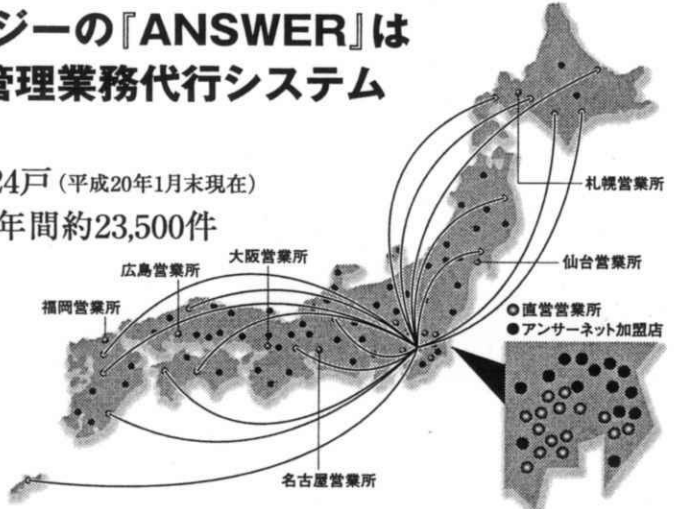 ジーの『ANSWER』は
管理業務代行システム
24戸（平成20年1月末現在）
年間約23,500件
札幌営業所
仙台営業所
大阪営業所
広島営業所
福岡営業所
◎直営営業所
●アンサーネット加盟店
名古屋営業所